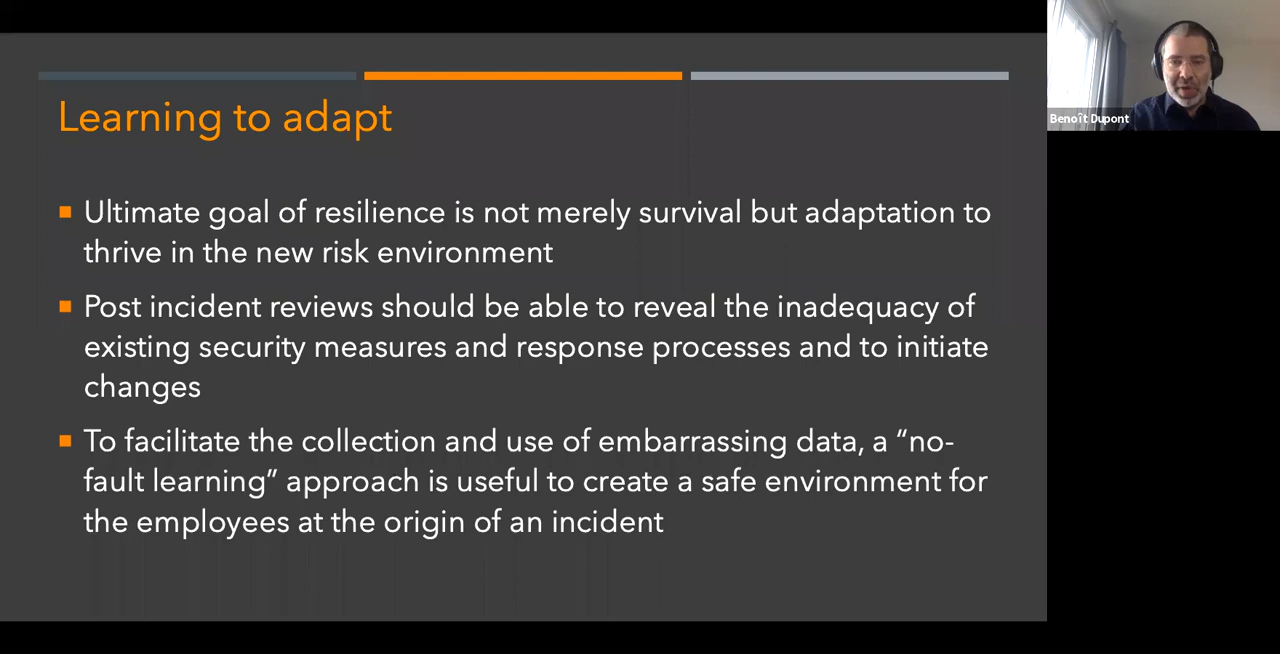 Learning to adapt
Ultimate goal of resilience is not merely survival but adaptation to
thrive in the new risk environment
Post incident reviews should be able to reveal the inadequacy of
existing security measures and response processes and to initiate
changes
To facilitate the collection and use of embarrassing data, a “no-
fault learning” approach is useful to create a safe environment for
the employees at the origin of an incident
Benoît Dupont